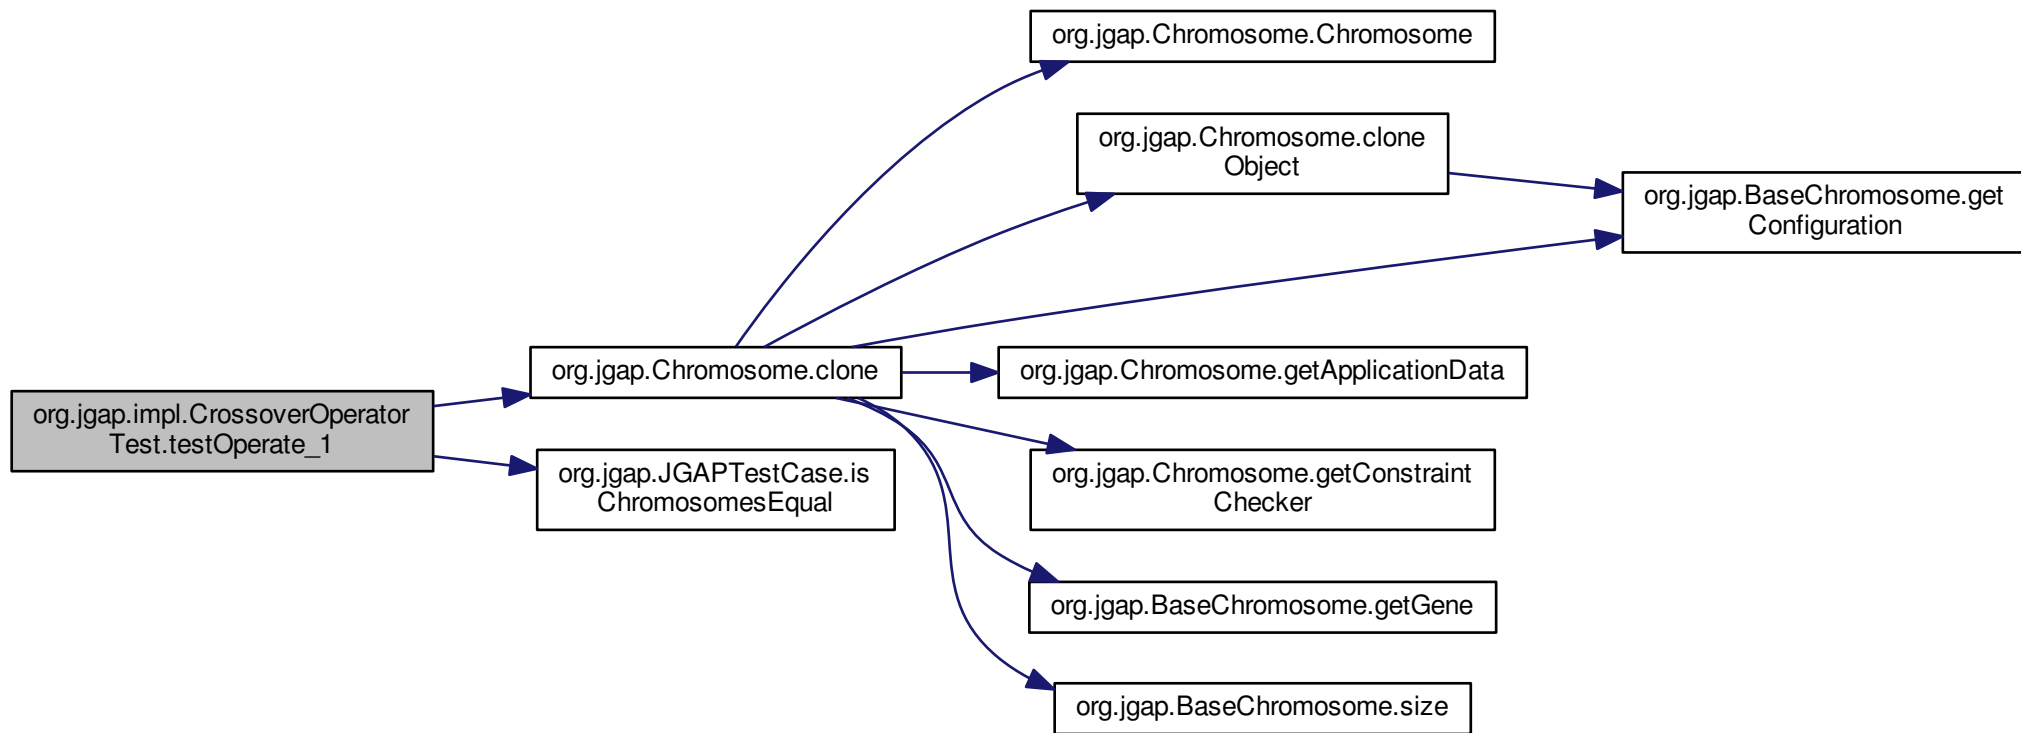 org.jgap.Chromosome.Chromosome
org.jgap.Chromosome.clone
Object
org.jgap.BaseChromosome.get
Configuration
org.jgap.Chromosome.clone
org.jgap.Chromosome.getApplicationData
org.jgap.impl.CrossoverOperator
Test.testOperate_1
org.jgap.JGAPTestCase.is
ChromosomesEqual
org.jgap.Chromosome.getConstraint
Checker
org.jgap.BaseChromosome.getGene
org.jgap.BaseChromosome.size